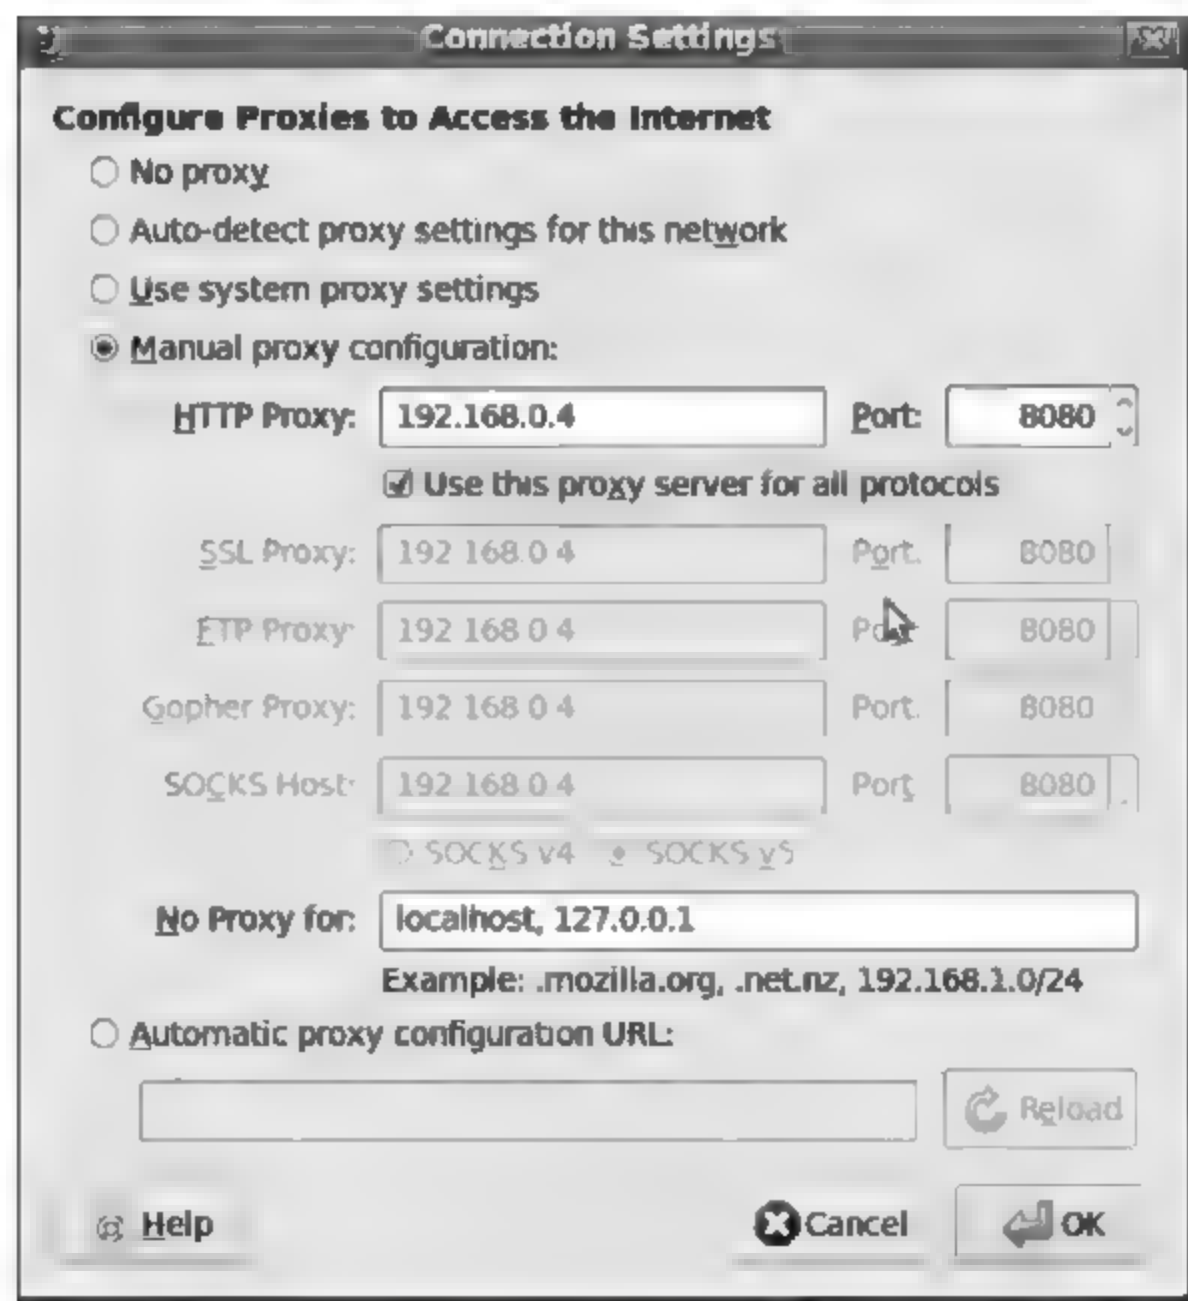 Connection Settings
Configure Proxies to Access the Internet
No proxy
Auto-detect proxy settings for this network
Use system proxy settings
Manual proxy configuration:
HTTP Proxy: 192.168.0.4 Port: 8080
Use this proxy server for all protocols
SSL Proxy: 192.168.0.4 Port: 8080
FTP Proxy: 192.168.0.4 Port: 8080
Gopher Proxy: 192.168.0.4 Port: 8080
SOCKS Host: 192.168.0.4 Port: 8080
SOCKS v4 SOCKS v5
No Proxy for: localhost, 127.0.0.1
Example: .mozilla.org, .net.nz, 192.168.1.0/24
Automatic proxy configuration URL:
Reload
Help Cancel OK